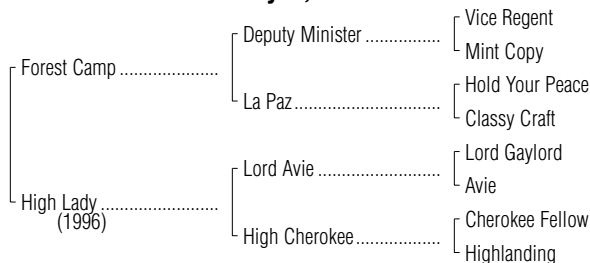 Vice Regent
Deputy Minister ................
Mint Copy
Forest Camp .....................
Hold Your Peace
La Paz...............................
Classy Craft
Lord Gaylord
Lord Avie ..........................
Avie
High Lady .........................
(1996)
Cherokee Fellow
High Cherokee..................
Highlanding